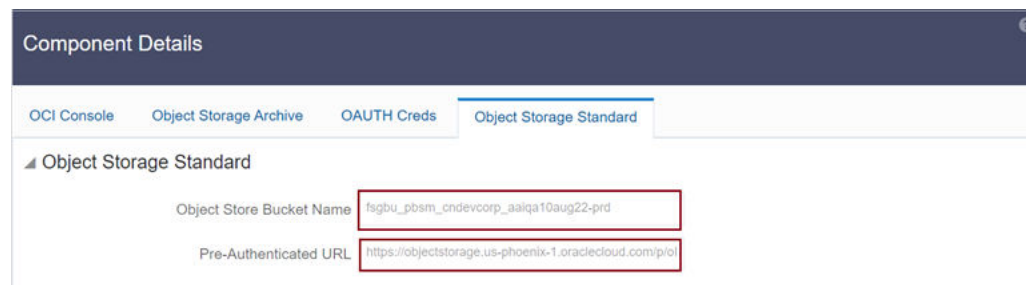 Component Details
OCI Console Object Storage Archive OAUTH Creds Object Storage Standard
Object Storage Standard
Object Store Bucket Name fsgbu_pbsm_cndevcorp_aaiqa10aug22-prd
Pre-Authenticated URL https://objectstorage.us-phoenix-1.oraclecloud.com/p/ol